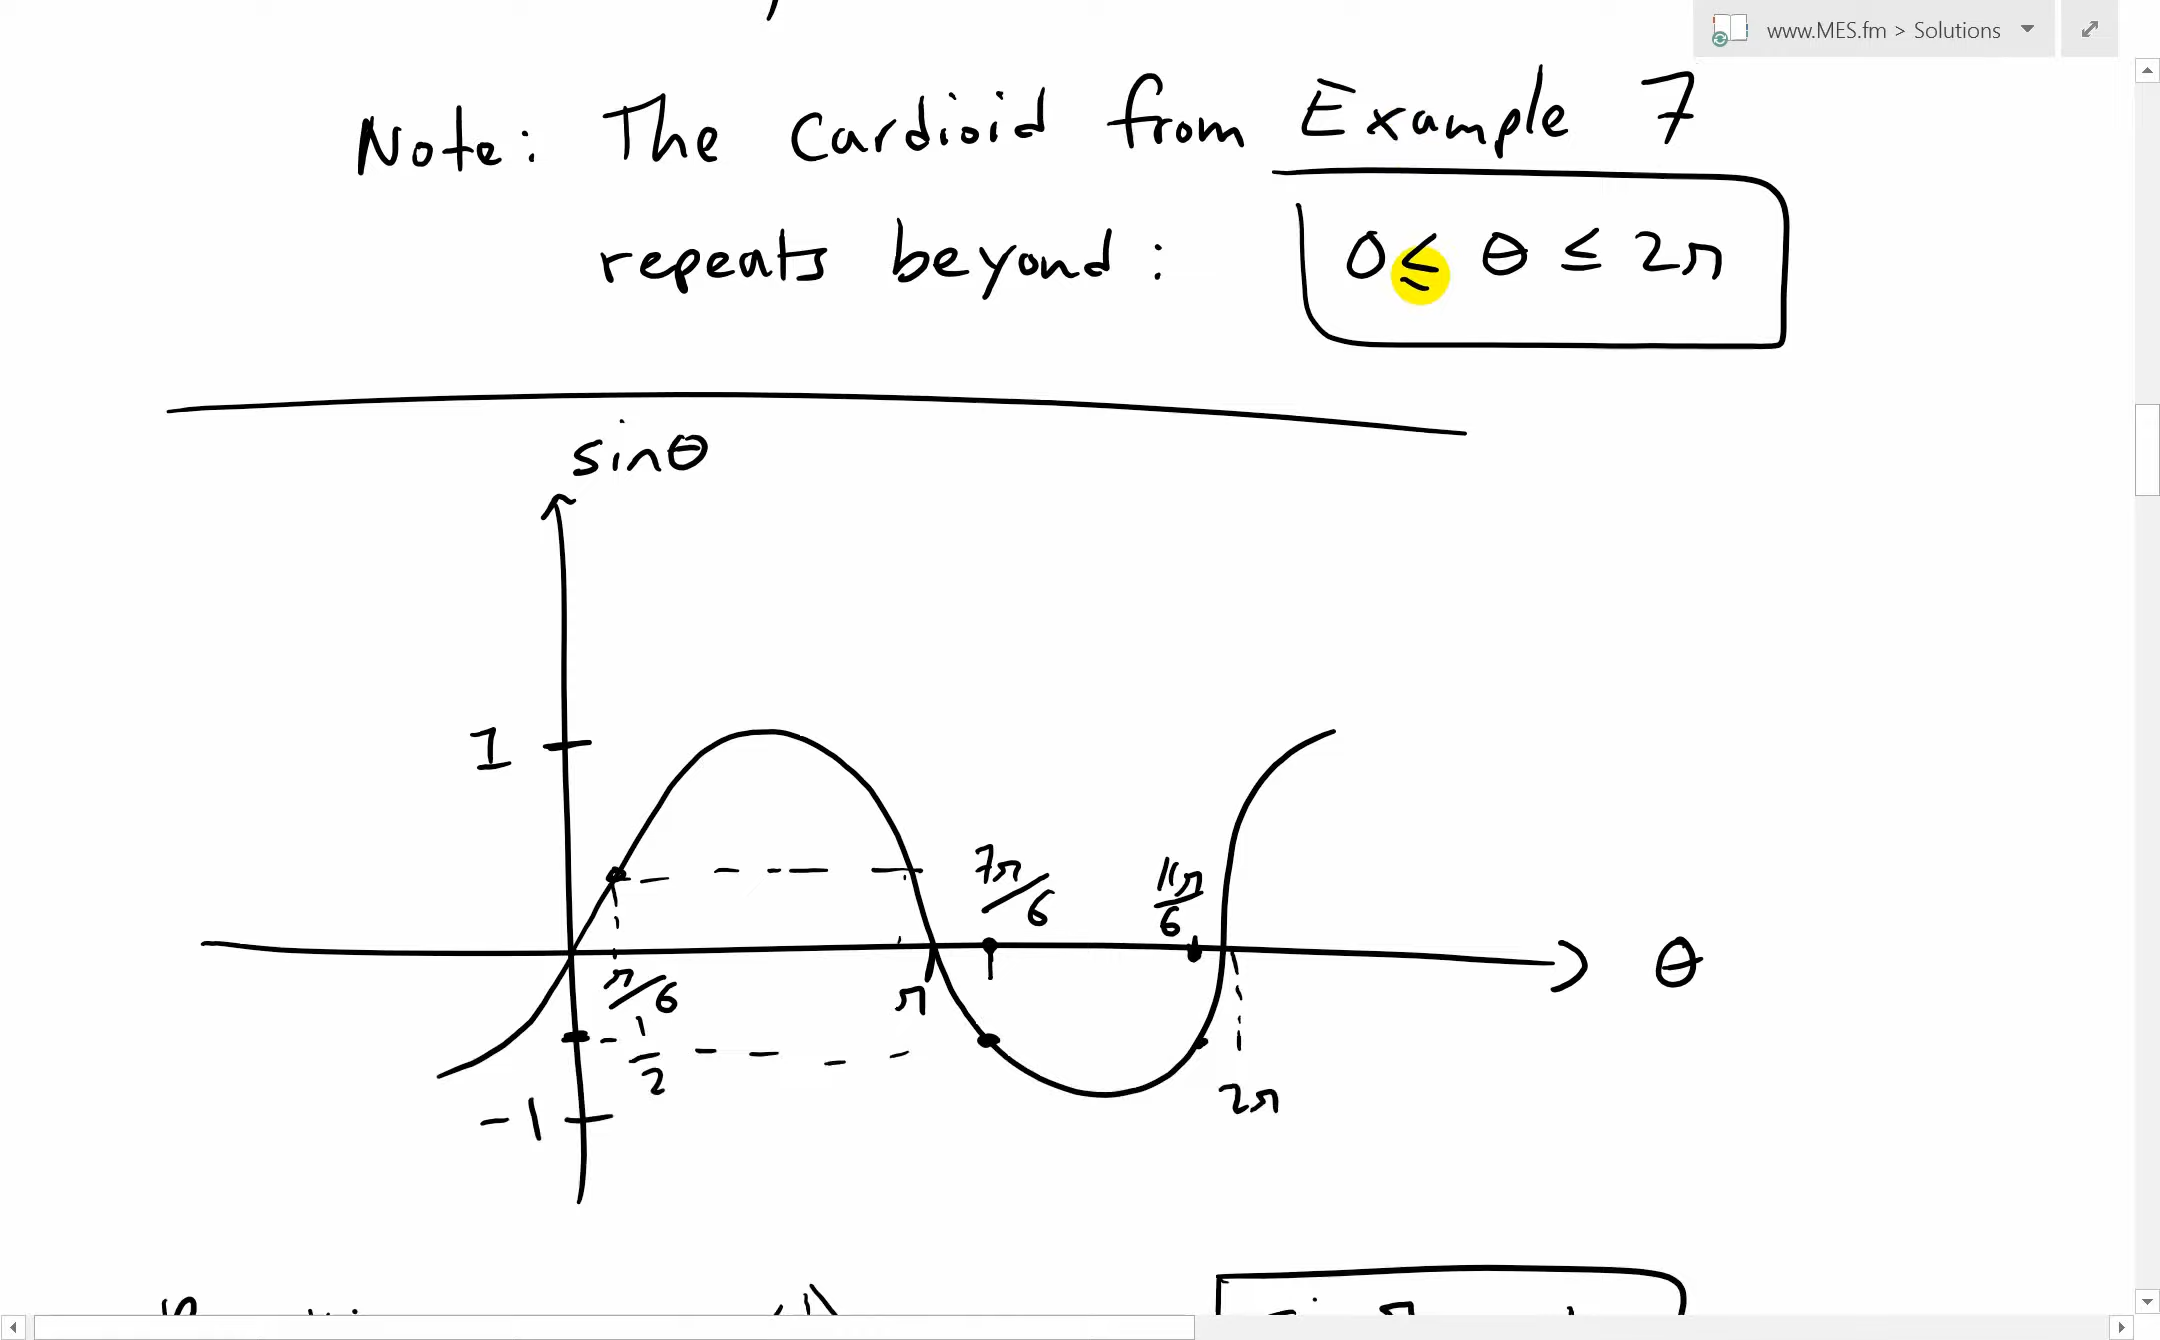 www.MES.fm > Solutions
Note: The Cardioid from Example 7
repeats beyond: 0 ≤ θ ≤ 2π
sinθ
1
7π/6
11π/6
θ
π/6
π
-1/2
2π
-1